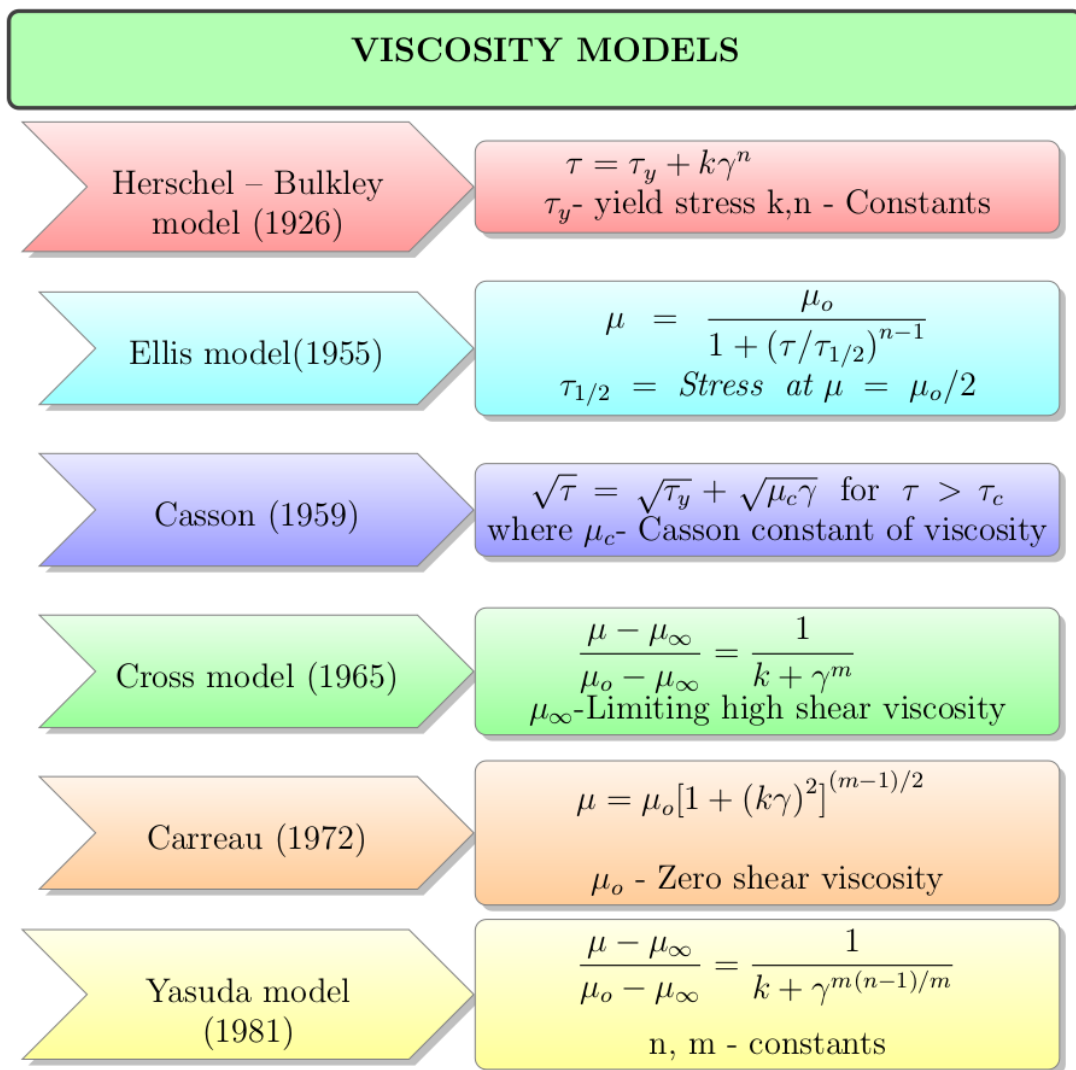 VISCOSITY MODELS
Herschel – Bulkley
model (1926)
τ = τ_y + kγ^n
τ_y- yield stress k,n - Constants
Ellis model(1955)
μ = μ_o / (1 + (τ/τ_{1/2})^{n−1})
τ_{1/2} = Stress at μ = μ_o/2
Casson (1959)
√τ = √τ_y + √(μ_cγ) for τ > τ_c
where μ_c- Casson constant of viscosity
Cross model (1965)
(μ − μ_∞)/(μ_o − μ_∞) = 1/(k + γ^m)
μ_∞-Limiting high shear viscosity
Carreau (1972)
μ = μ_o[1 + (kγ)^2]^{(m−1)/2}
μ_o - Zero shear viscosity
Yasuda model
(1981)
(μ − μ_∞)/(μ_o − μ_∞) = 1/(k + γ^{m(n−1)/m})
n, m - constants